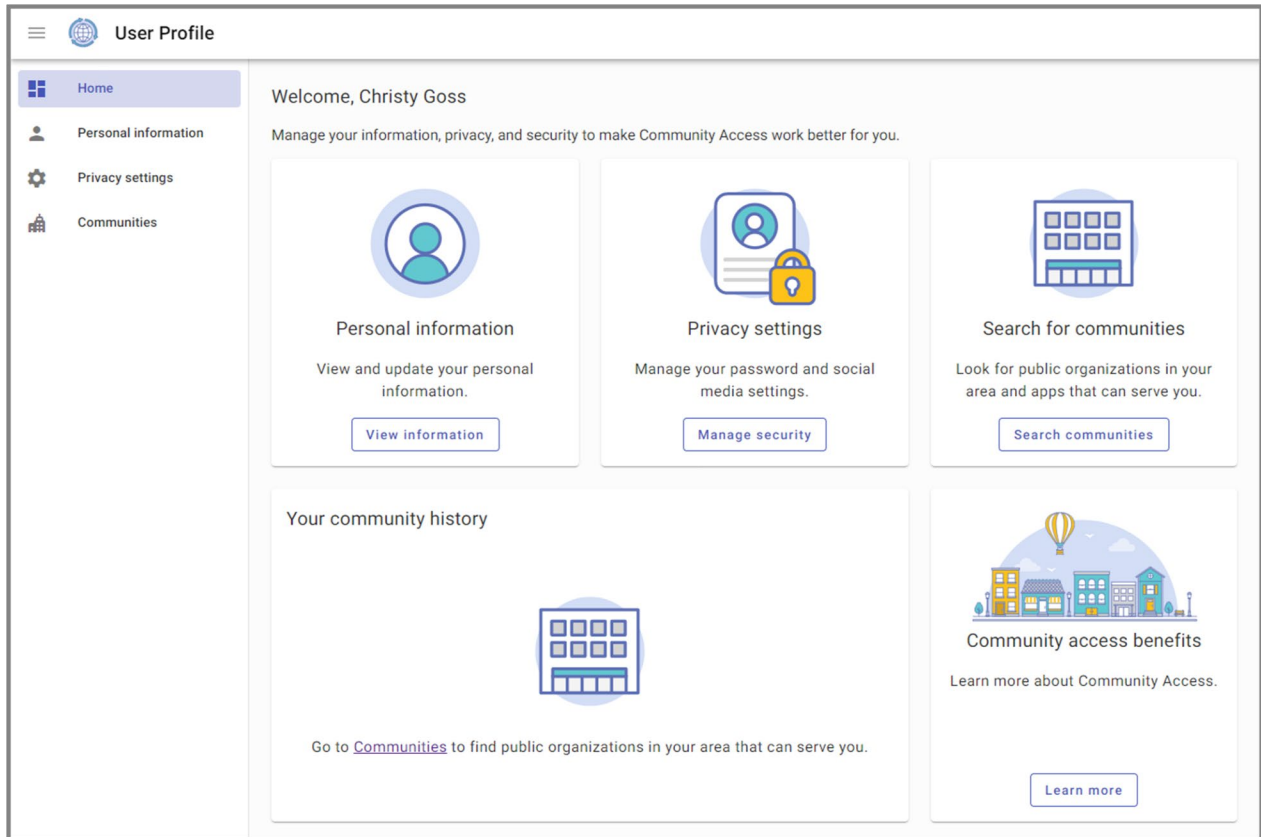 User Profile
Home
Personal information
Privacy settings
Communities
Welcome, Christy Goss
Manage your information, privacy, and security to make Community Access work better for you.
Personal information
View and update your personal
information.
View information
Privacy settings
Manage your password and social
media settings.
Manage security
Search for communities
Look for public organizations in your
area and apps that can serve you.
Search communities
Your community history
Go to Communities to find public organizations in your area that can serve you.
Community access benefits
Learn more about Community Access.
Learn more